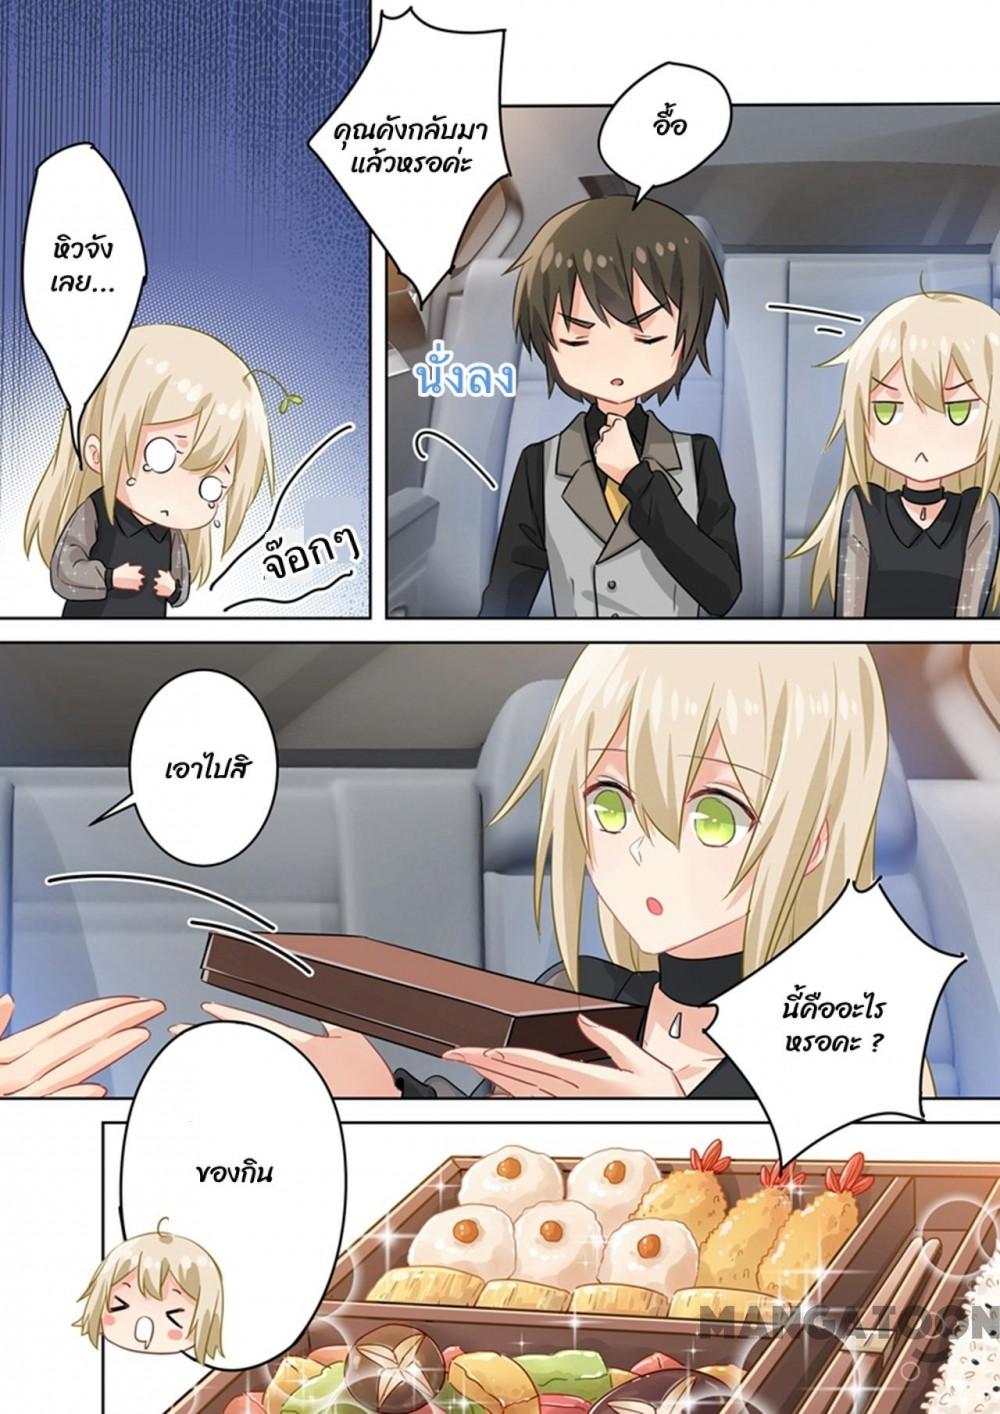 คุณคังกลับมา
แล้วหรอค่ะ
อื้อ
หิวจัง
เลย...
นั่งลง
จ๊อกๆ
เอาไปสิ
นี้คืออะไร
หรอคะ ?
ของกิน
MANGATOON